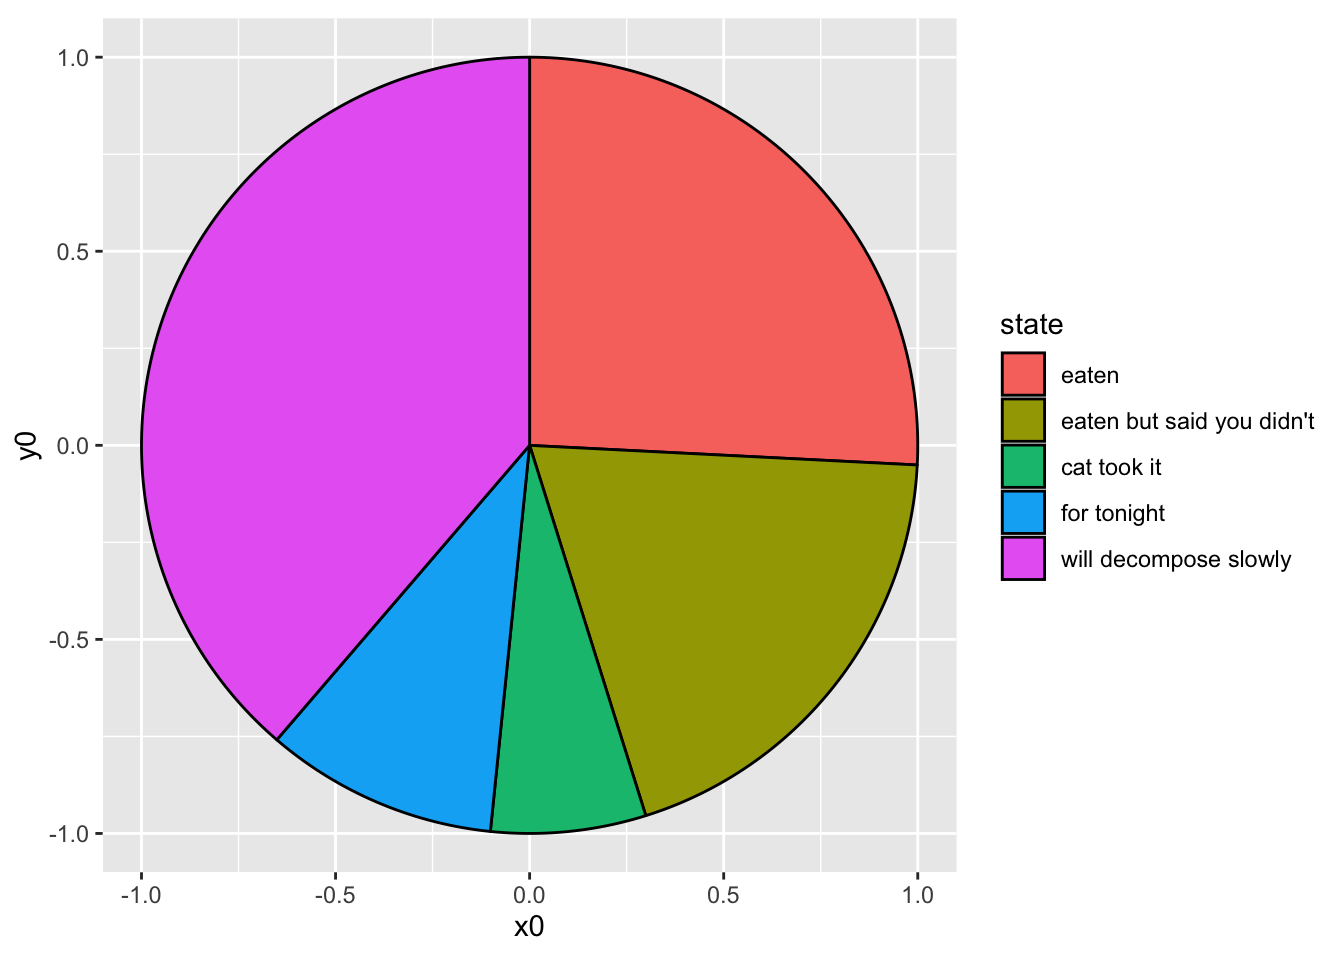 1.0
0.5
0.0
-0.5
-1.0
y0
-1.0
-0.5
0.0
0.5
1.0
x0
state
eaten
eaten but said you didn't
cat took it
for tonight
will decompose slowly